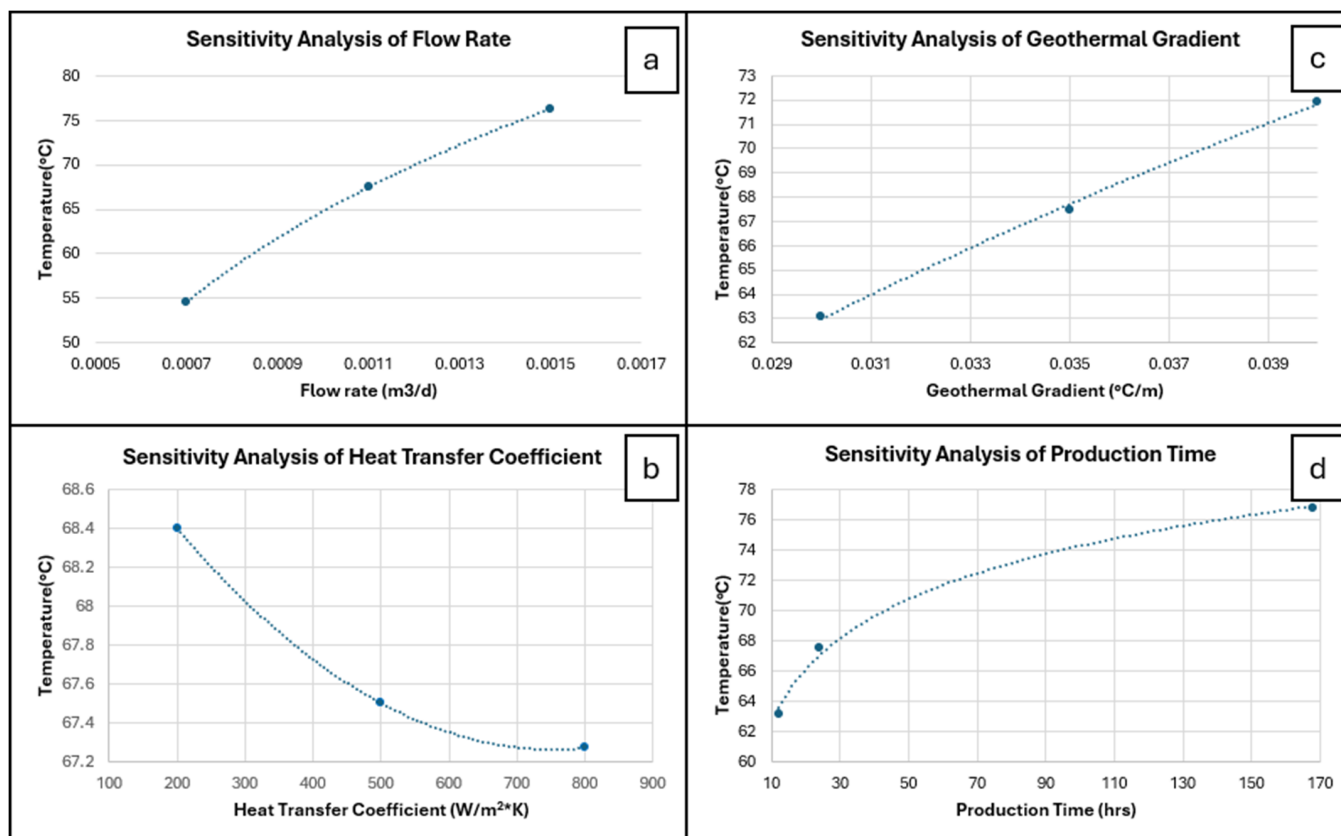 Sensitivity Analysis of Flow Rate
a
Temperature(°C)
80
75
70
65
60
55
50
0.0005 0.0007 0.0009 0.0011 0.0013 0.0015 0.0017
Flow rate (m3/d)
Sensitivity Analysis of Geothermal Gradient
c
Temperature(°C)
73
72
71
70
69
68
67
66
65
64
63
62
0.029 0.031 0.033 0.035 0.037 0.039
Geothermal Gradient (°C/m)
Sensitivity Analysis of Heat Transfer Coefficient
b
Temperature(°C)
68.6
68.4
68.2
68
67.8
67.6
67.4
67.2
100 200 300 400 500 600 700 800 900
Heat Transfer Coefficient (W/m²*K)
Sensitivity Analysis of Production Time
d
Temperature(°C)
78
76
74
72
70
68
66
64
62
60
10 30 50 70 90 110 130 150 170
Production Time (hrs)